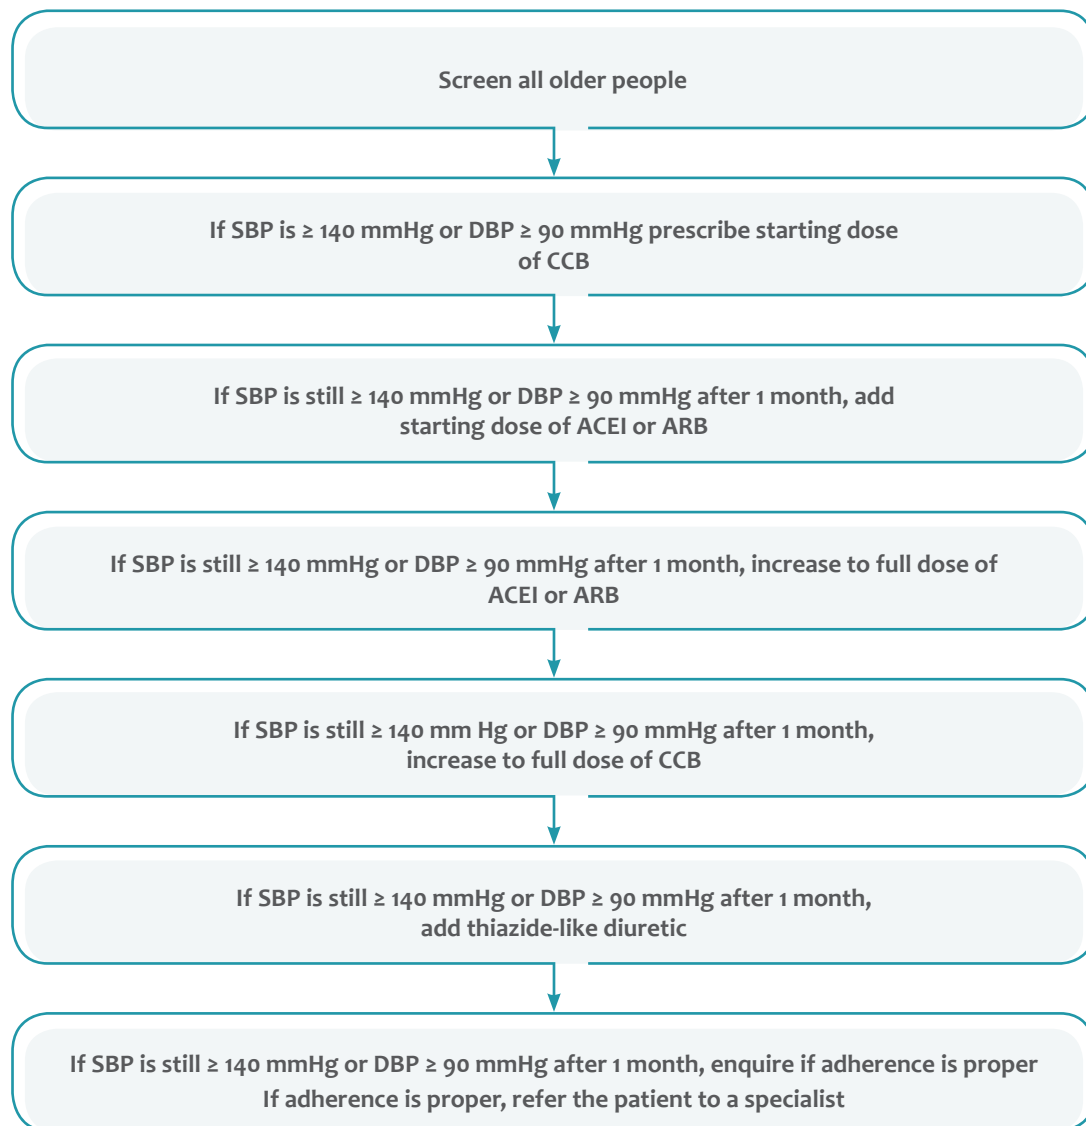 Screen all older people
If SBP is ≥ 140 mmHg or DBP ≥ 90 mmHg prescribe starting dose
of CCB
If SBP is still ≥ 140 mmHg or DBP ≥ 90 mmHg after 1 month, add
starting dose of ACEI or ARB
If SBP is still ≥ 140 mmHg or DBP ≥ 90 mmHg after 1 month, increase to full dose of
ACEI or ARB
If SBP is still ≥ 140 mm Hg or DBP ≥ 90 mmHg after 1 month,
increase to full dose of CCB
If SBP is still ≥ 140 mmHg or DBP ≥ 90 mmHg after 1 month,
add thiazide-like diuretic
If SBP is still ≥ 140 mmHg or DBP ≥ 90 mmHg after 1 month, enquire if adherence is proper
If adherence is proper, refer the patient to a specialist